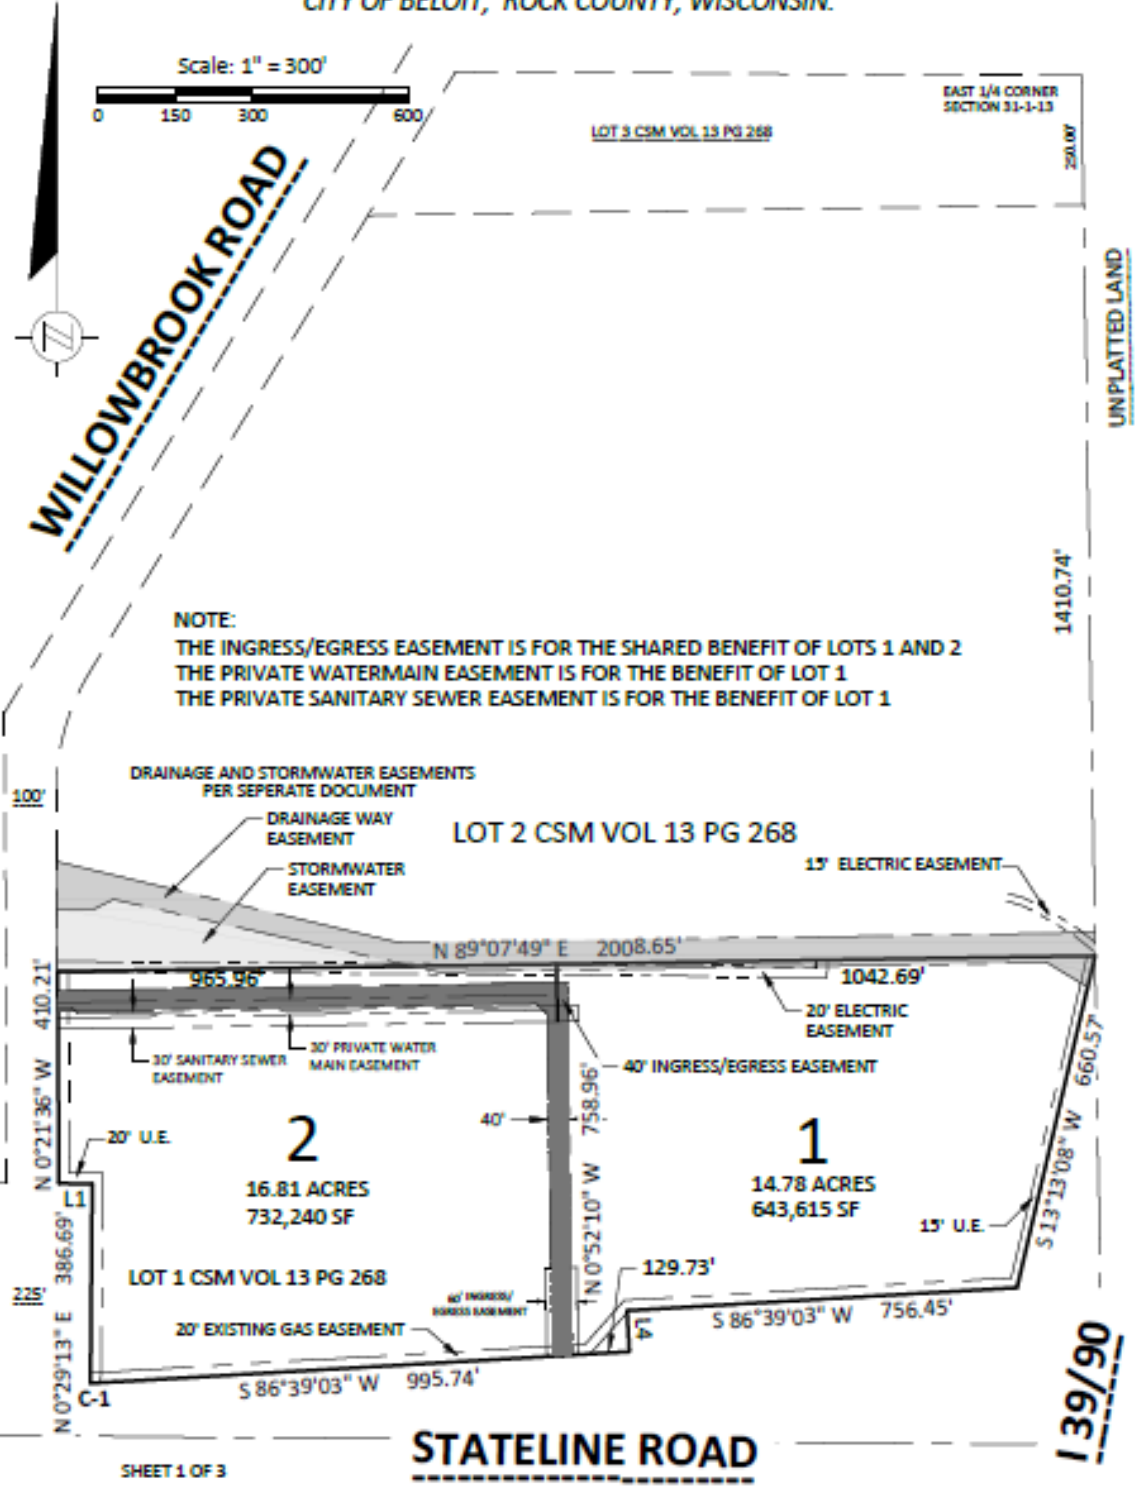 CITY OF BELOIT, ROCK COUNTY, WISCONSIN.
Scale: 1" = 300'
0 150 300 600
EAST 1/4 CORNER
SECTION 31-1-13
LOT 3 CSM VOL 13 PG 268
250.00'
WILLOWBROOK ROAD
UNPLATTED LAND
Z
1410.74'
NOTE:
THE INGRESS/EGRESS EASEMENT IS FOR THE SHARED BENEFIT OF LOTS 1 AND 2
THE PRIVATE WATERMAIN EASEMENT IS FOR THE BENEFIT OF LOT 1
THE PRIVATE SANITARY SEWER EASEMENT IS FOR THE BENEFIT OF LOT 1
DRAINAGE AND STORMWATER EASEMENTS
PER SEPERATE DOCUMENT
100'
DRAINAGE WAY
EASEMENT
LOT 2 CSM VOL 13 PG 268
STORMWATER
EASEMENT
15' ELECTRIC EASEMENT
N 89°07'49" E 2008.65'
965.96'
1042.69'
20' ELECTRIC
EASEMENT
N 0°21'36" W 410.21'
30' SANITARY SEWER
EASEMENT
30' PRIVATE WATER
MAIN EASEMENT
40' INGRESS/EGRESS EASEMENT
S 13°13'08" W 660.57'
40'
N 0°52'10" W 758.96'
20' U.E.
2
16.81 ACRES
732,240 SF
1
14.78 ACRES
643,615 SF
L1
15' U.E.
N 0°29'13" E 386.69'
LOT 1 CSM VOL 13 PG 268
129.73'
225'
60' INGRESS/
EGRESS EASEMENT
20' EXISTING GAS EASEMENT
L4
S 86°39'03" W 756.45'
S 86°39'03" W 995.74'
C-1
I 39/90
STATELINE ROAD
SHEET 1 OF 3